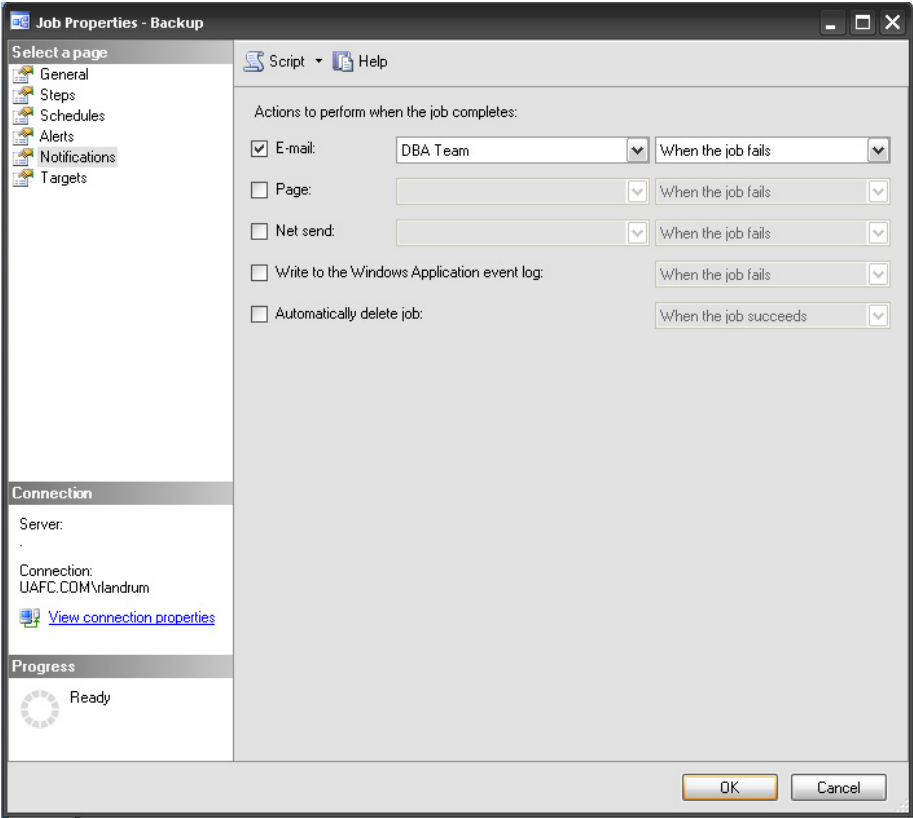 Job Properties - Backup
Select a page
General
Steps
Schedules
Alerts
Notifications
Targets
Script Help
Actions to perform when the job completes:
E-mail: DBA Team When the job fails
Page: When the job fails
Net send: When the job fails
Write to the Windows Application event log: When the job fails
Automatically delete job: When the job succeeds
Connection
Server:
.
Connection:
UAFC.COM\rlandrum
View connection properties
Progress
Ready
OK Cancel